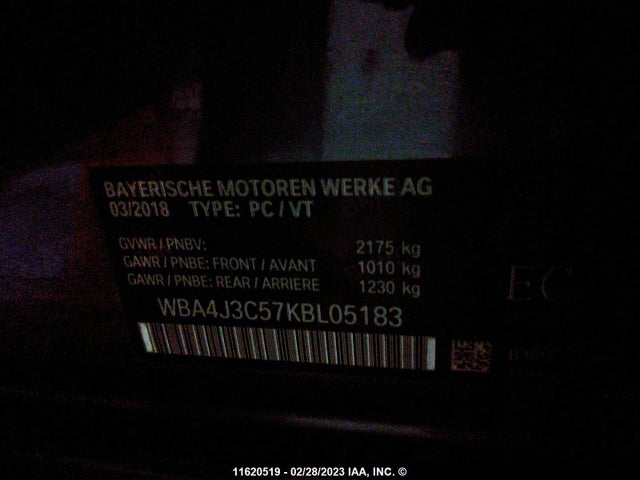 BAYERISCHE MOTOREN WERKE AG
03/2018 TYPE: PC / VT
GVWR / PNBV: 2175 kg
GAWR / PNBE: FRONT / AVANT 1010 kg
GAWR / PNBE: REAR / ARRIERE 1230 kg
EC
WBA4J3C57KBL05183
11620519 - 02/28/2023 IAA, INC. ©